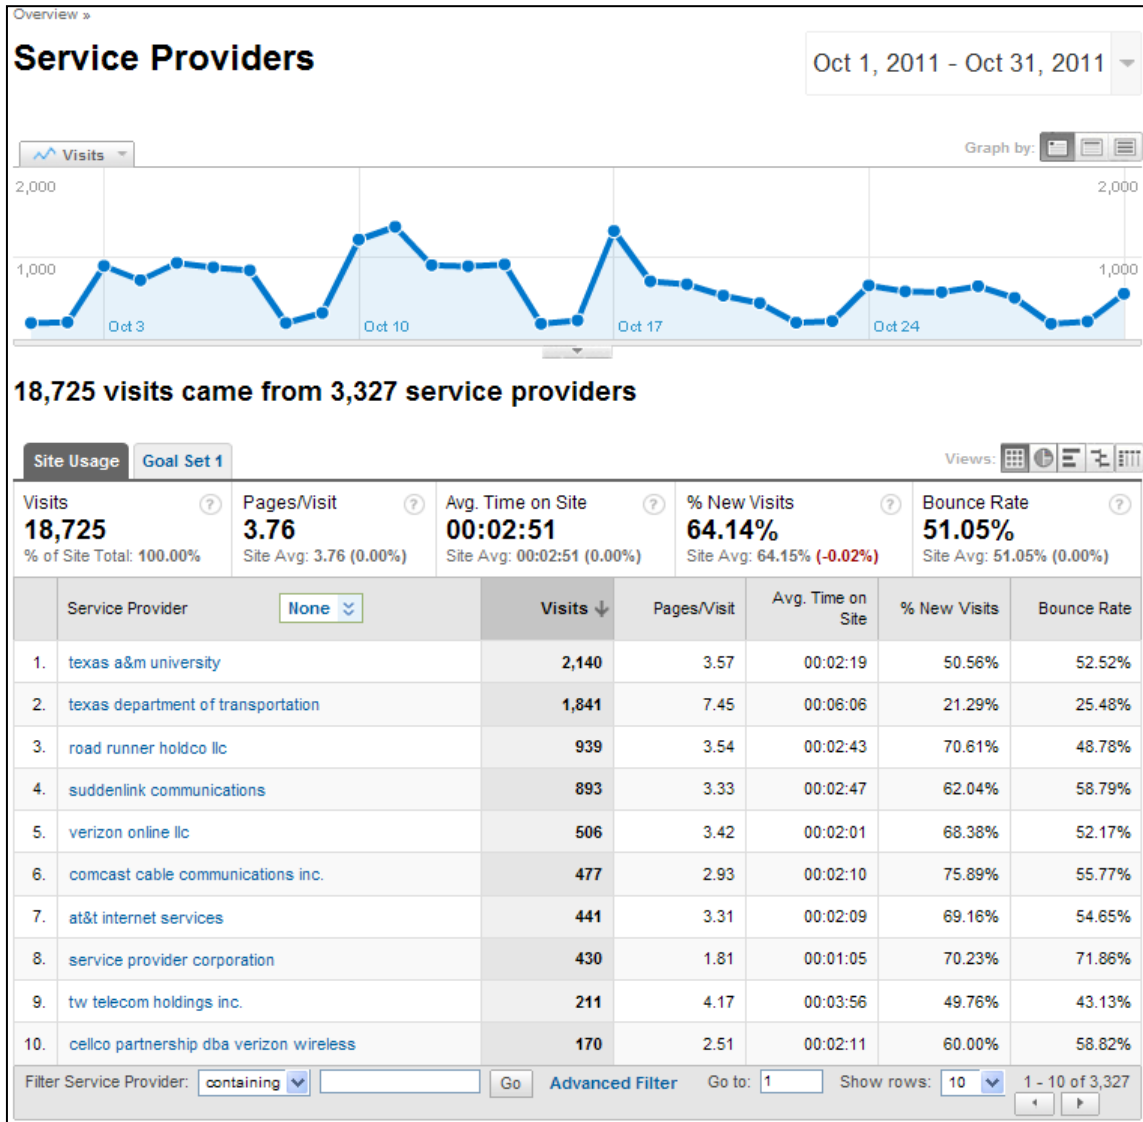 Overview »
Service Providers
Oct 1, 2011 - Oct 31, 2011
Visits
Graph by:
2,000 2,000
1,000 1,000
Oct 3 Oct 10 Oct 17 Oct 24
18,725 visits came from 3,327 service providers
Site Usage Goal Set 1 Views:
Visits ? Pages/Visit ? Avg. Time on Site ? % New Visits ? Bounce Rate ?
18,725 3.76 00:02:51 64.14% 51.05%
% of Site Total: 100.00% Site Avg: 3.76 (0.00%) Site Avg: 00:02:51 (0.00%) Site Avg: 64.15% (-0.02%) Site Avg: 51.05% (0.00%)
Service Provider None Visits Pages/Visit Avg. Time on Site % New Visits Bounce Rate
1. texas a&m university 2,140 3.57 00:02:19 50.56% 52.52%
2. texas department of transportation 1,841 7.45 00:06:06 21.29% 25.48%
3. road runner holdco llc 939 3.54 00:02:43 70.61% 48.78%
4. suddenlink communications 893 3.33 00:02:47 62.04% 58.79%
5. verizon online llc 506 3.42 00:02:01 68.38% 52.17%
6. comcast cable communications inc. 477 2.93 00:02:10 75.89% 55.77%
7. at&t internet services 441 3.31 00:02:09 69.16% 54.65%
8. service provider corporation 430 1.81 00:01:05 70.23% 71.86%
9. tw telecom holdings inc. 211 4.17 00:03:56 49.76% 43.13%
10. cellco partnership dba verizon wireless 170 2.51 00:02:11 60.00% 58.82%
Filter Service Provider: containing Go Advanced Filter Go to: 1 Show rows: 10 1 - 10 of 3,327